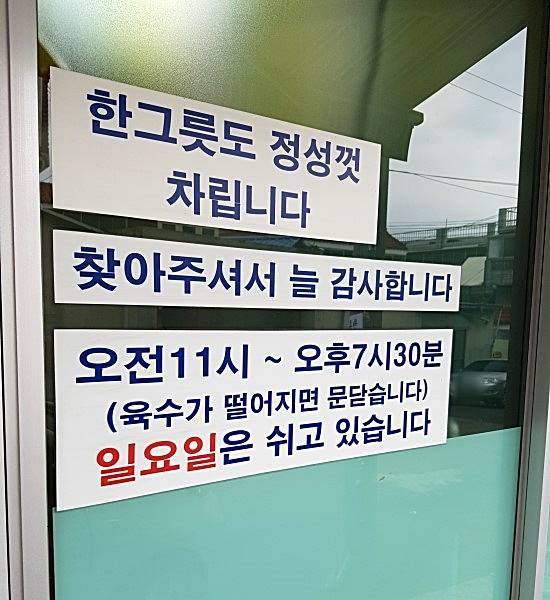 한그릇도 정성껏
차립니다
찾아주셔서 늘 감사합니다
오전11시 ~ 오후7시30분
(육수가 떨어지면 문닫습니다)
일요일은 쉬고 있습니다